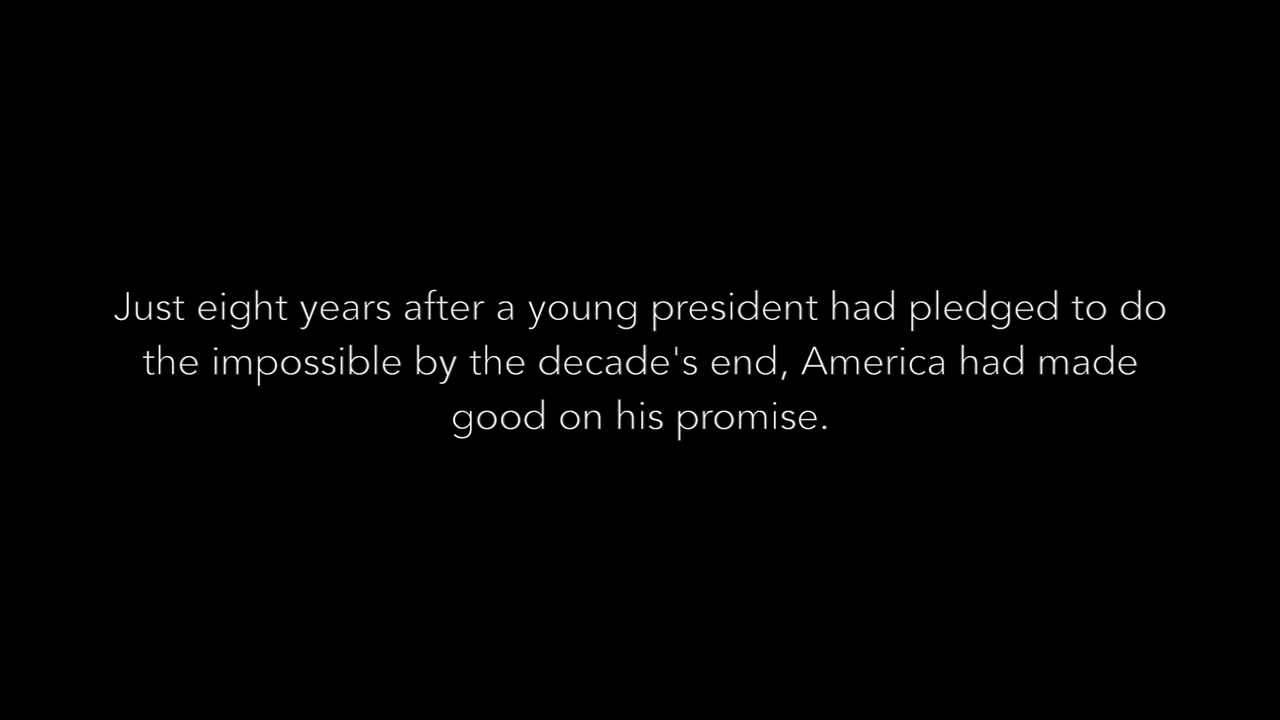 Just eight years after a young president had pledged to do
the impossible by the decade's end, America had made
good on his promise.